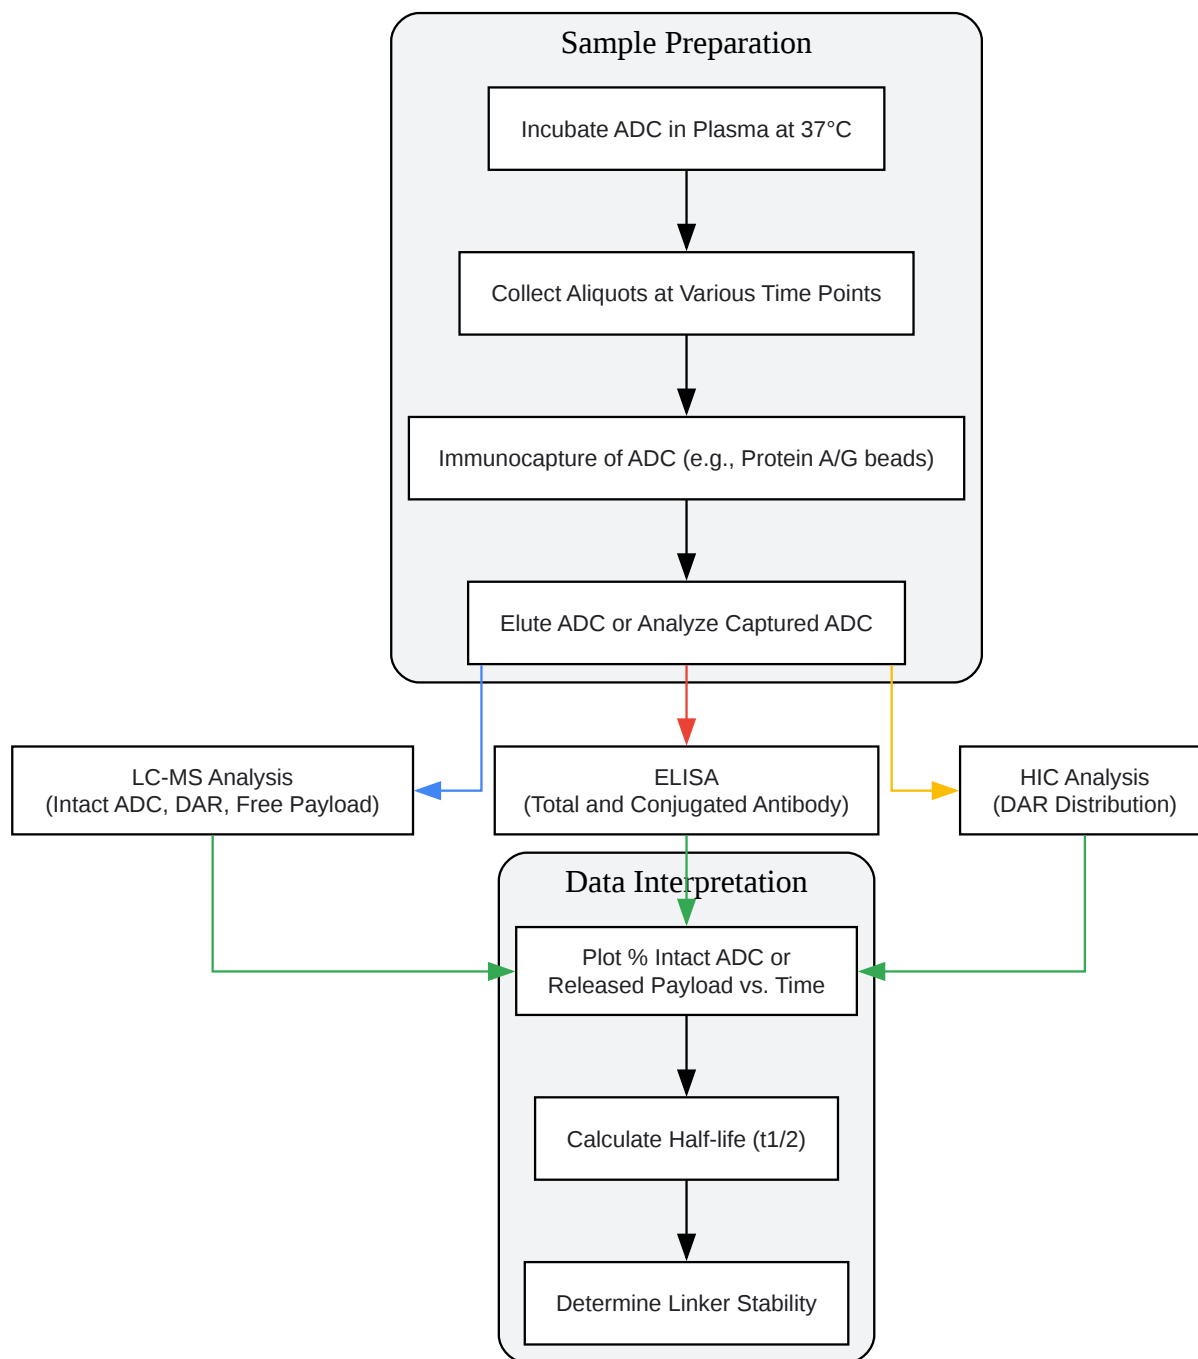 Sample Preparation
Incubate ADC in Plasma at 37°C
Collect Aliquots at Various Time Points
Immunocapture of ADC (e.g., Protein A/G beads)
Elute ADC or Analyze Captured ADC
LC-MS Analysis
(Intact ADC, DAR, Free Payload)
ELISA
(Total and Conjugated Antibody)
HIC Analysis
(DAR Distribution)
Data Interpretation
Plot % Intact ADC or
Released Payload vs. Time
Calculate Half-life (t1/2)
Determine Linker Stability